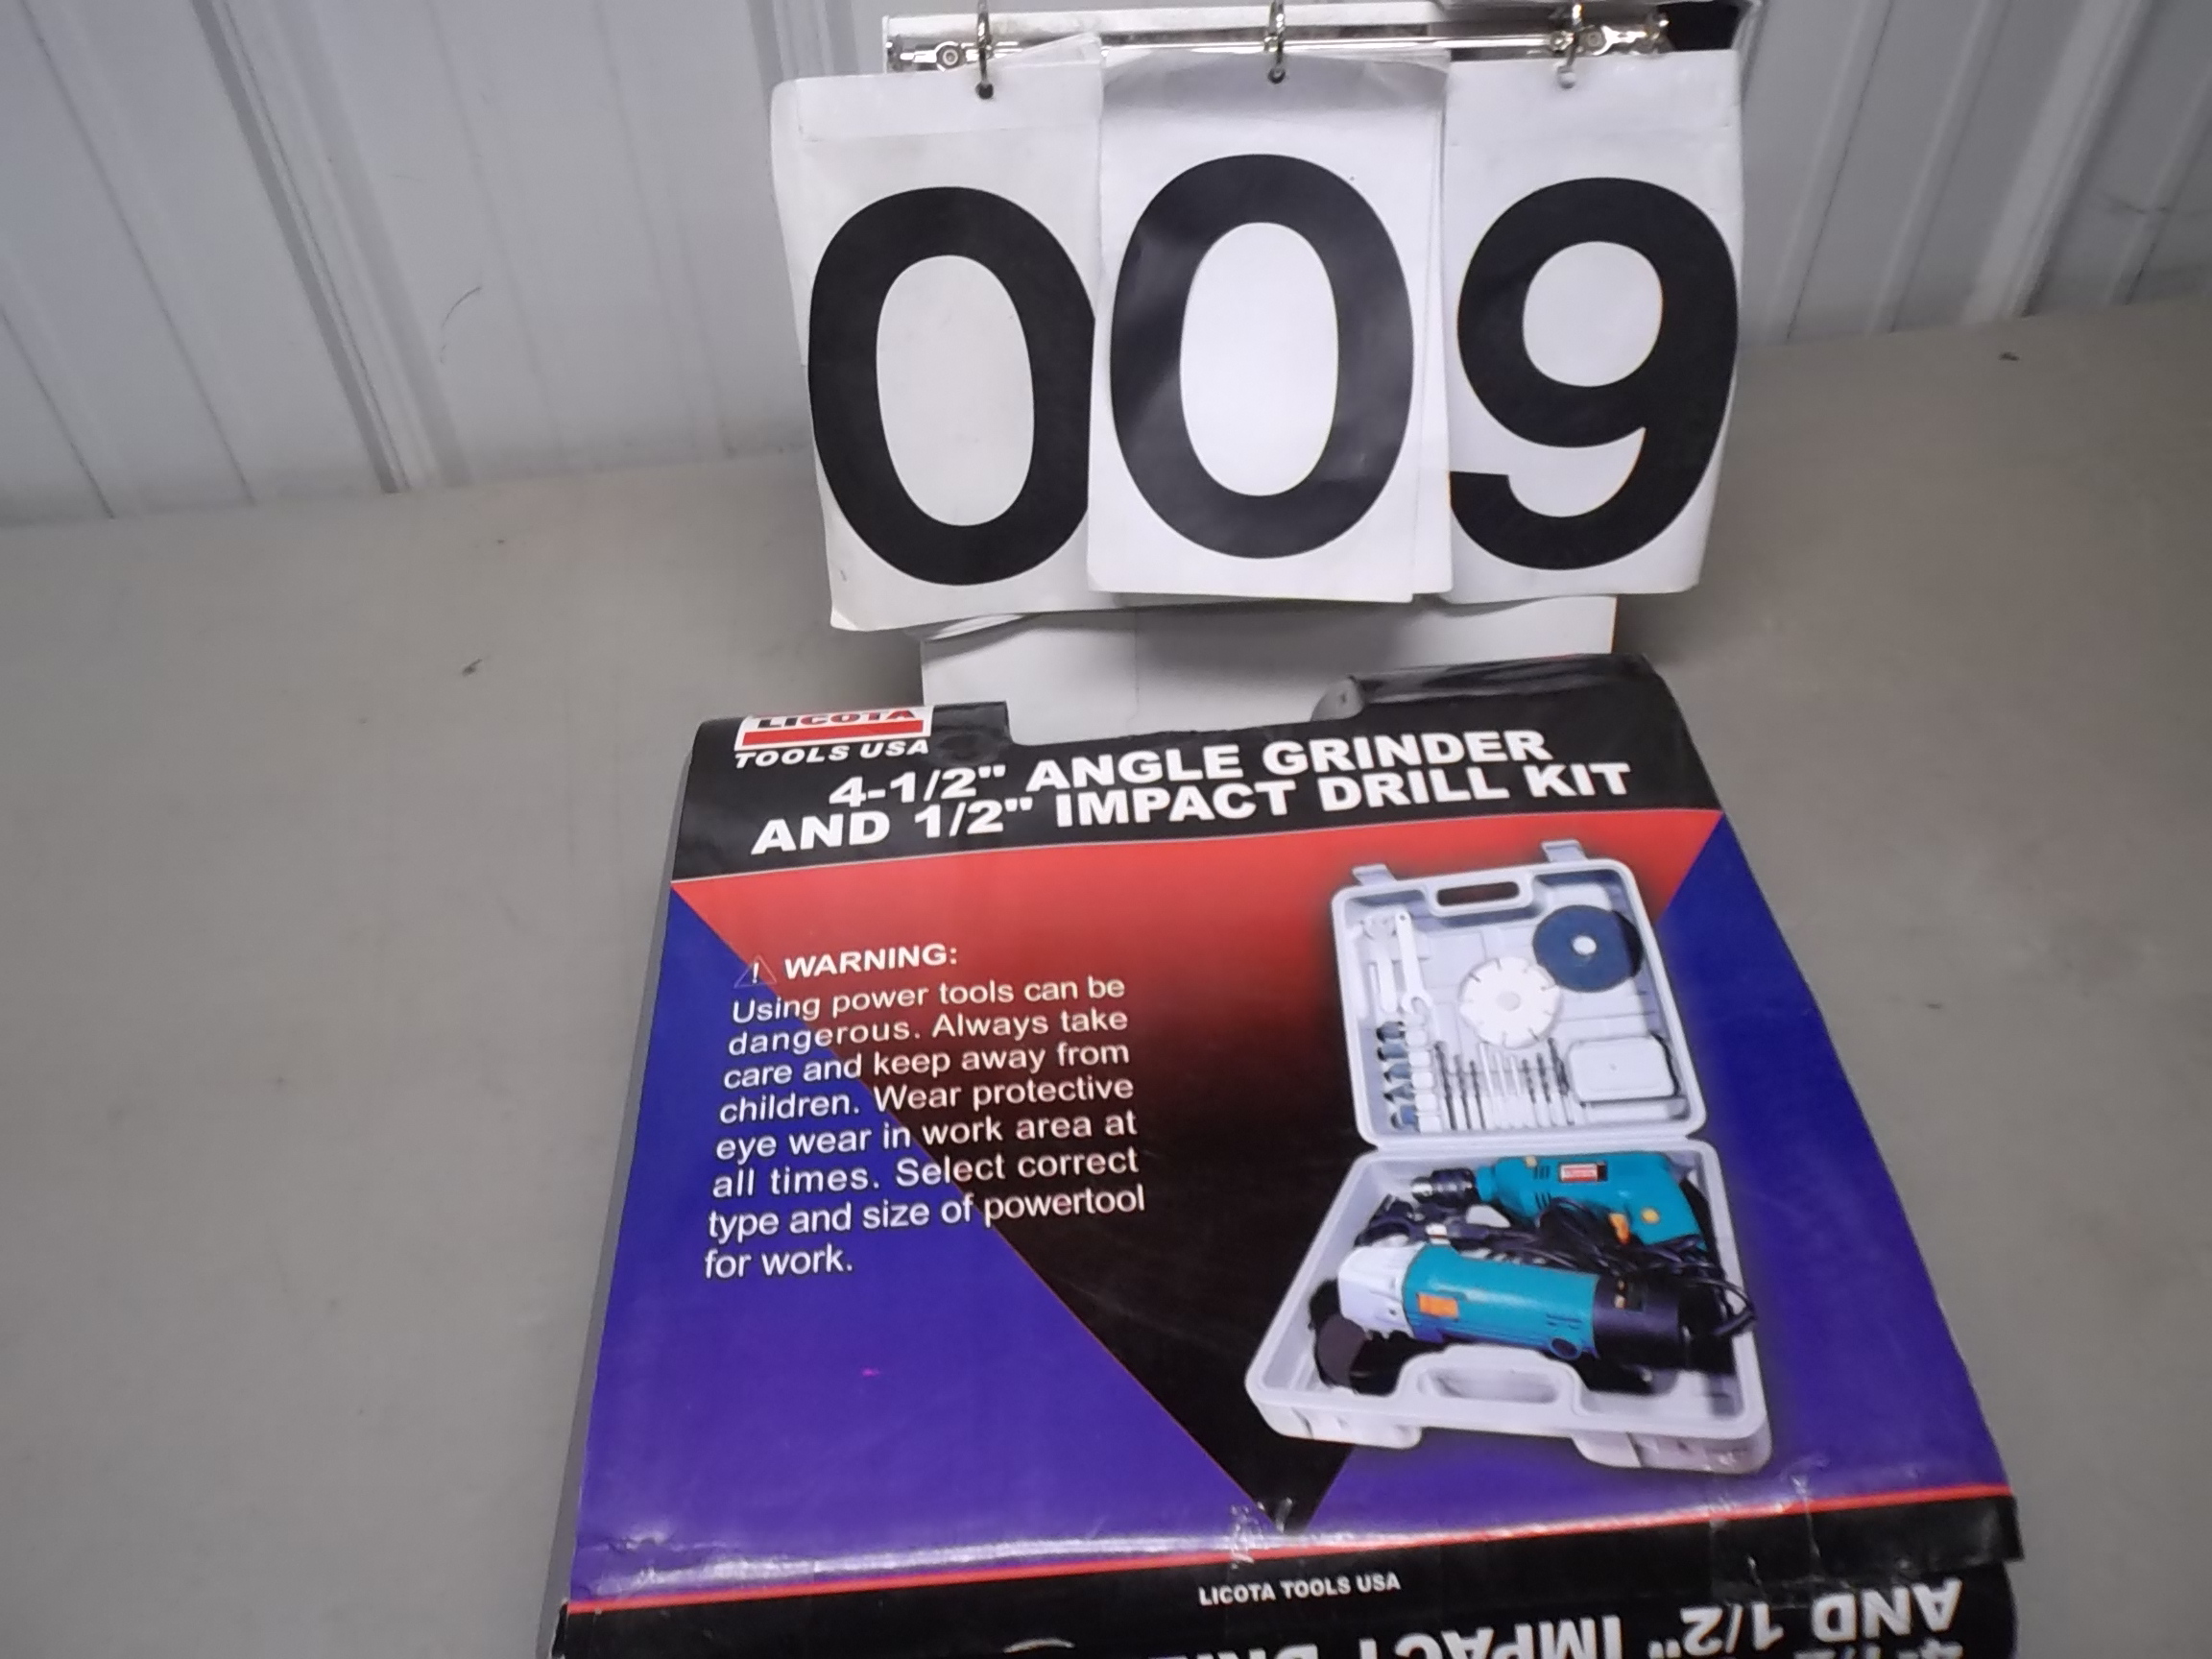 009
LICOTA
TOOLS USA
4-1/2" ANGLE GRINDER
AND 1/2" IMPACT DRILL KIT
! WARNING:
Using power tools can be
dangerous. Always take
care and keep away from
children. Wear protective
eye wear in work area at
all times. Select correct
type and size of powertool
for work.
LICOTA TOOLS USA
AND 1/2" IMPACT